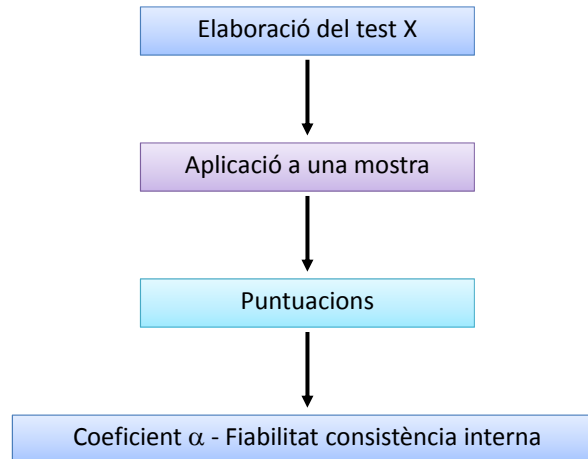 Elaboració del test X
Aplicació a una mostra
Puntuacions
Coeficient α - Fiabilitat consistència interna